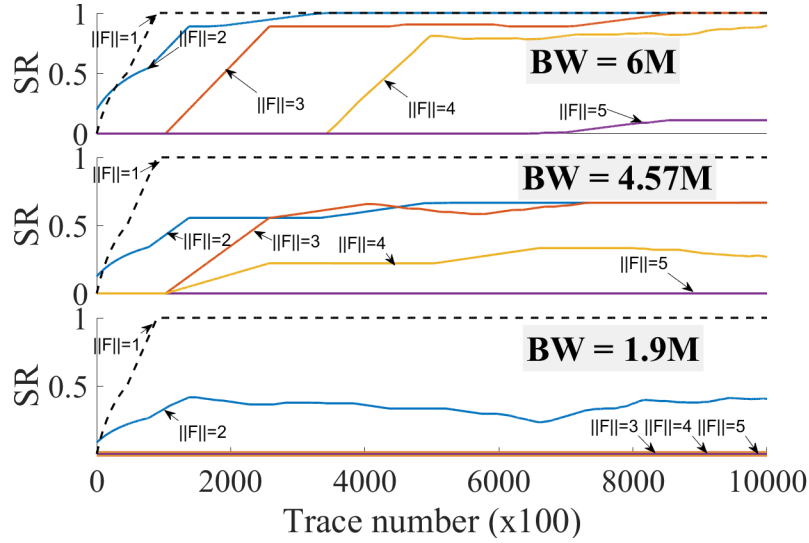 1
||F||=1
||F||=2
BW = 6M
SR
0.5
||F||=3
||F||=4
||F||=5
0
1
||F||=1
BW = 4.57M
SR
0.5
||F||=2
||F||=3
||F||=4
||F||=5
0
1
||F||=1
BW = 1.9M
SR
0.5
||F||=2
||F||=3 ||F||=4 ||F||=5
0 2000 4000 6000 8000 10000
Trace number (x100)